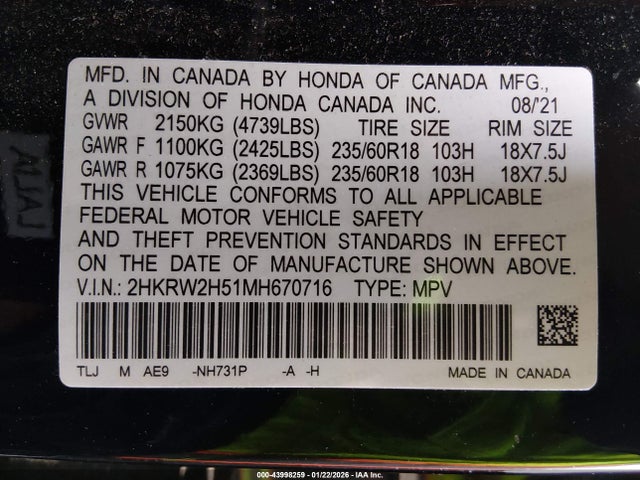 MFD. IN CANADA BY HONDA OF CANADA MFG.,
A DIVISION OF HONDA CANADA INC. 08/'21
GVWR 2150KG (4739LBS) TIRE SIZE RIM SIZE
GAWR F 1100KG (2425LBS) 235/60R18 103H 18X7.5J
GAWR R 1075KG (2369LBS) 235/60R18 103H 18X7.5J
THIS VEHICLE CONFORMS TO ALL APPLICABLE
FEDERAL MOTOR VEHICLE SAFETY
AND THEFT PREVENTION STANDARDS IN EFFECT
ON THE DATE OF MANUFACTURE SHOWN ABOVE.
V.I.N.: 2HKRW2H51MH670716 TYPE: MPV
TLJ M AE9 -NH731P -A -H MADE IN CANADA
000-43998259 - 01/22/2026 - IAA Inc.